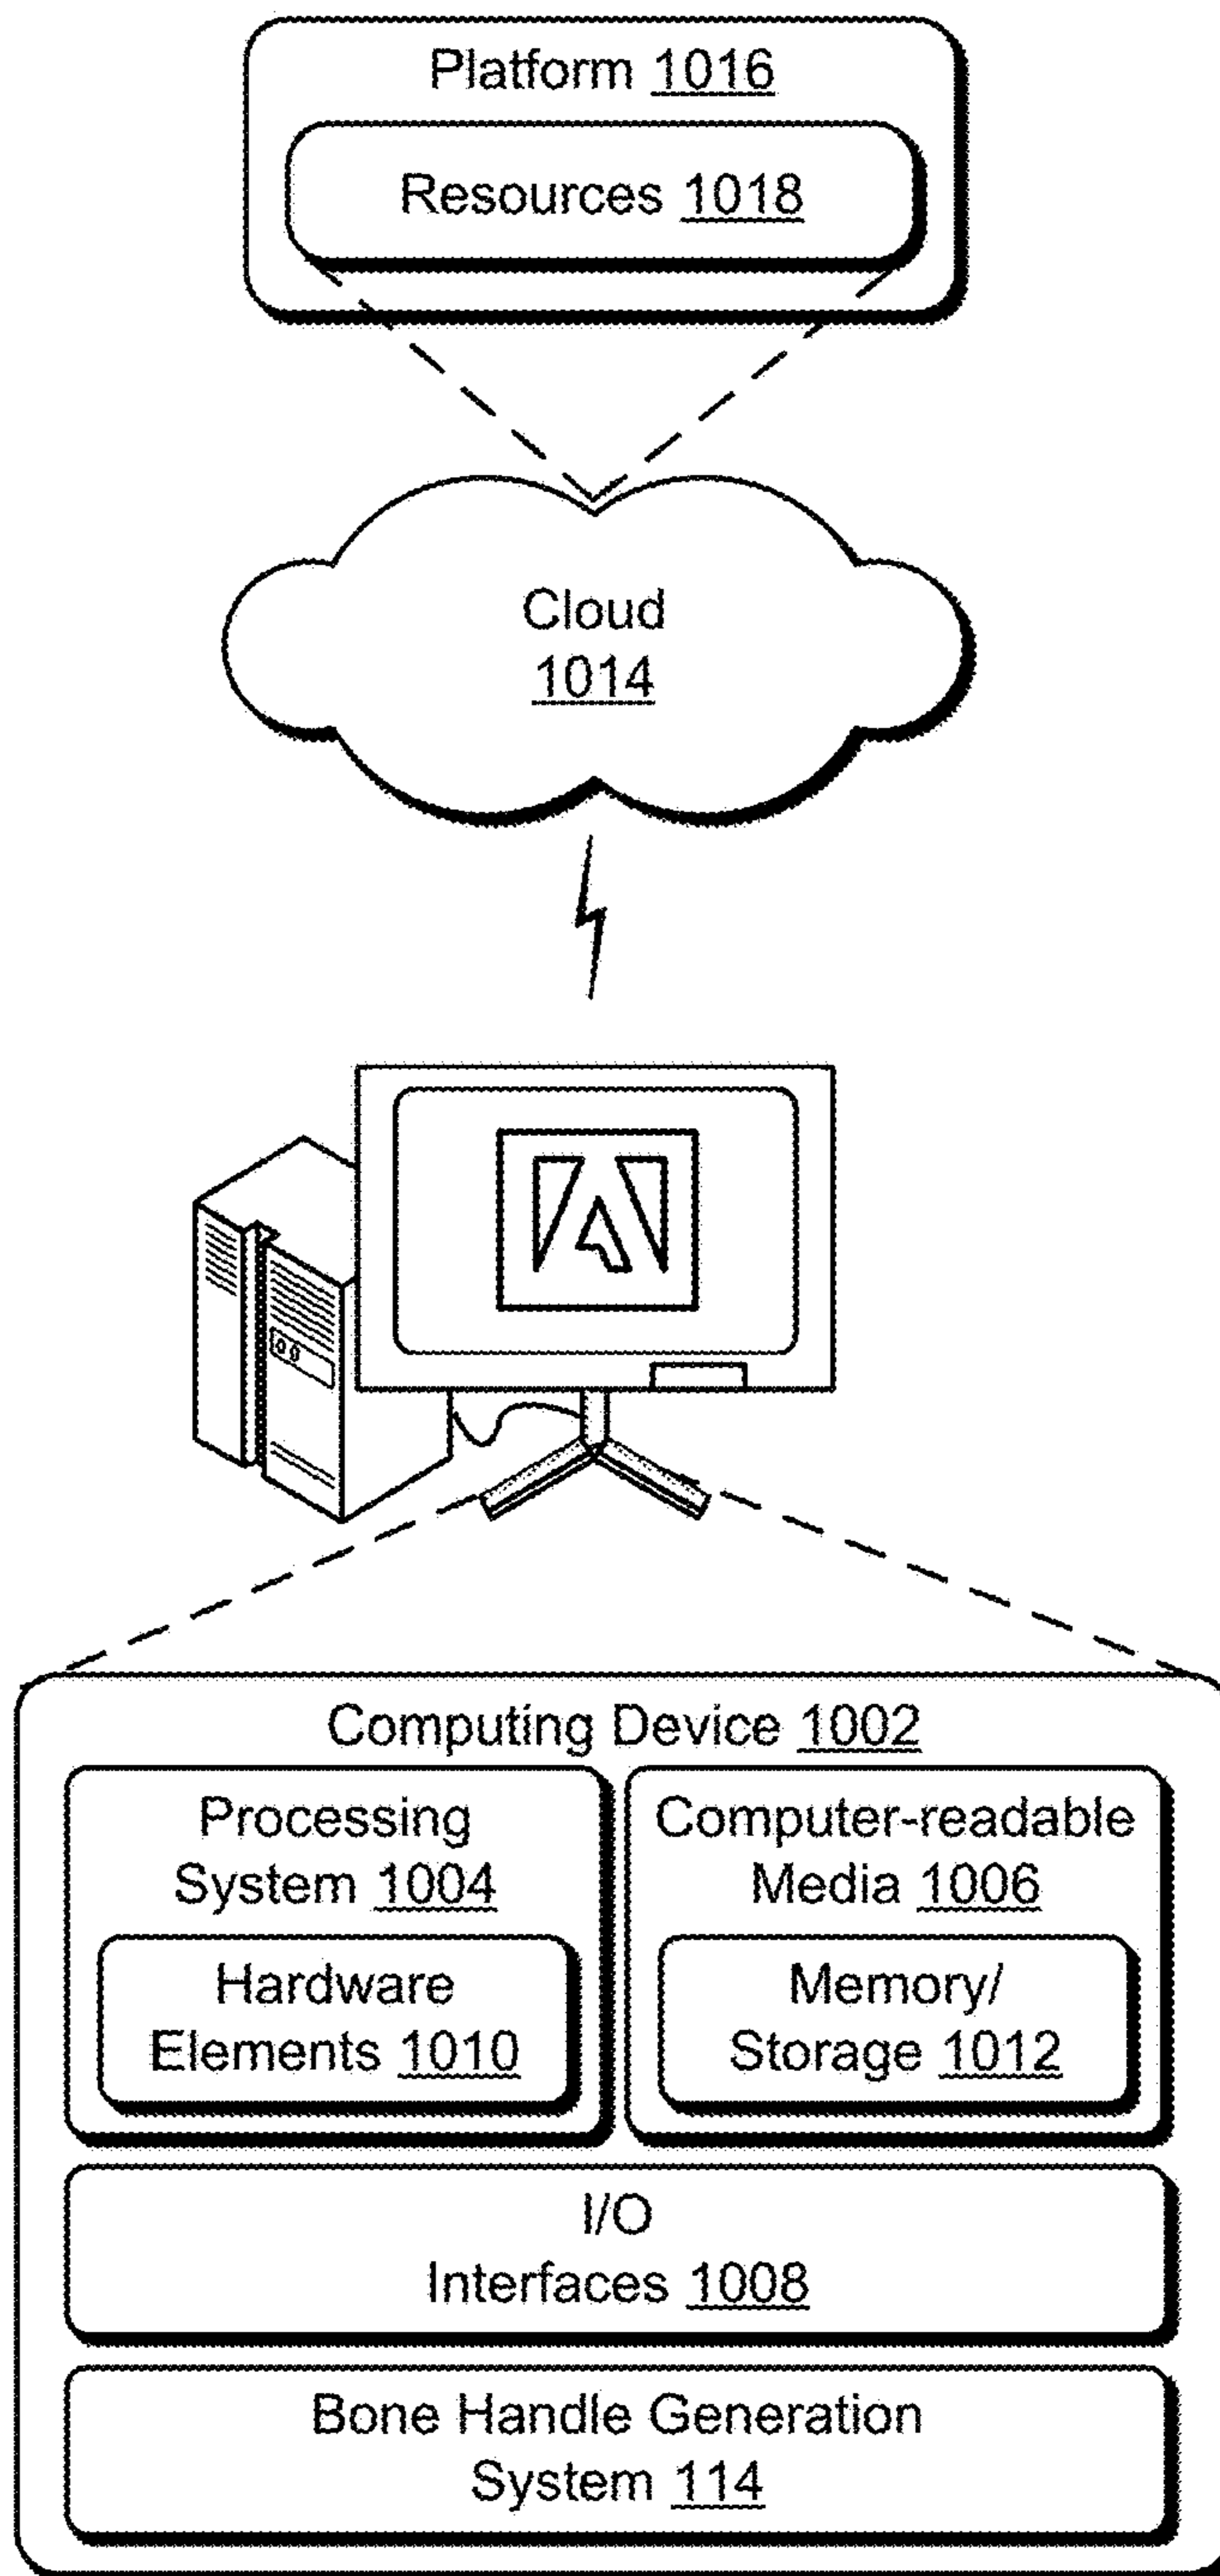 Platform 1016
Resources 1018
Cloud
1014
Computing Device 1002
Processing
System 1004
Hardware
Elements 1010
Computer-readable
Media 1006
Memory/
Storage 1012
I/O
Interfaces 1008
Bone Handle Generation
System 114